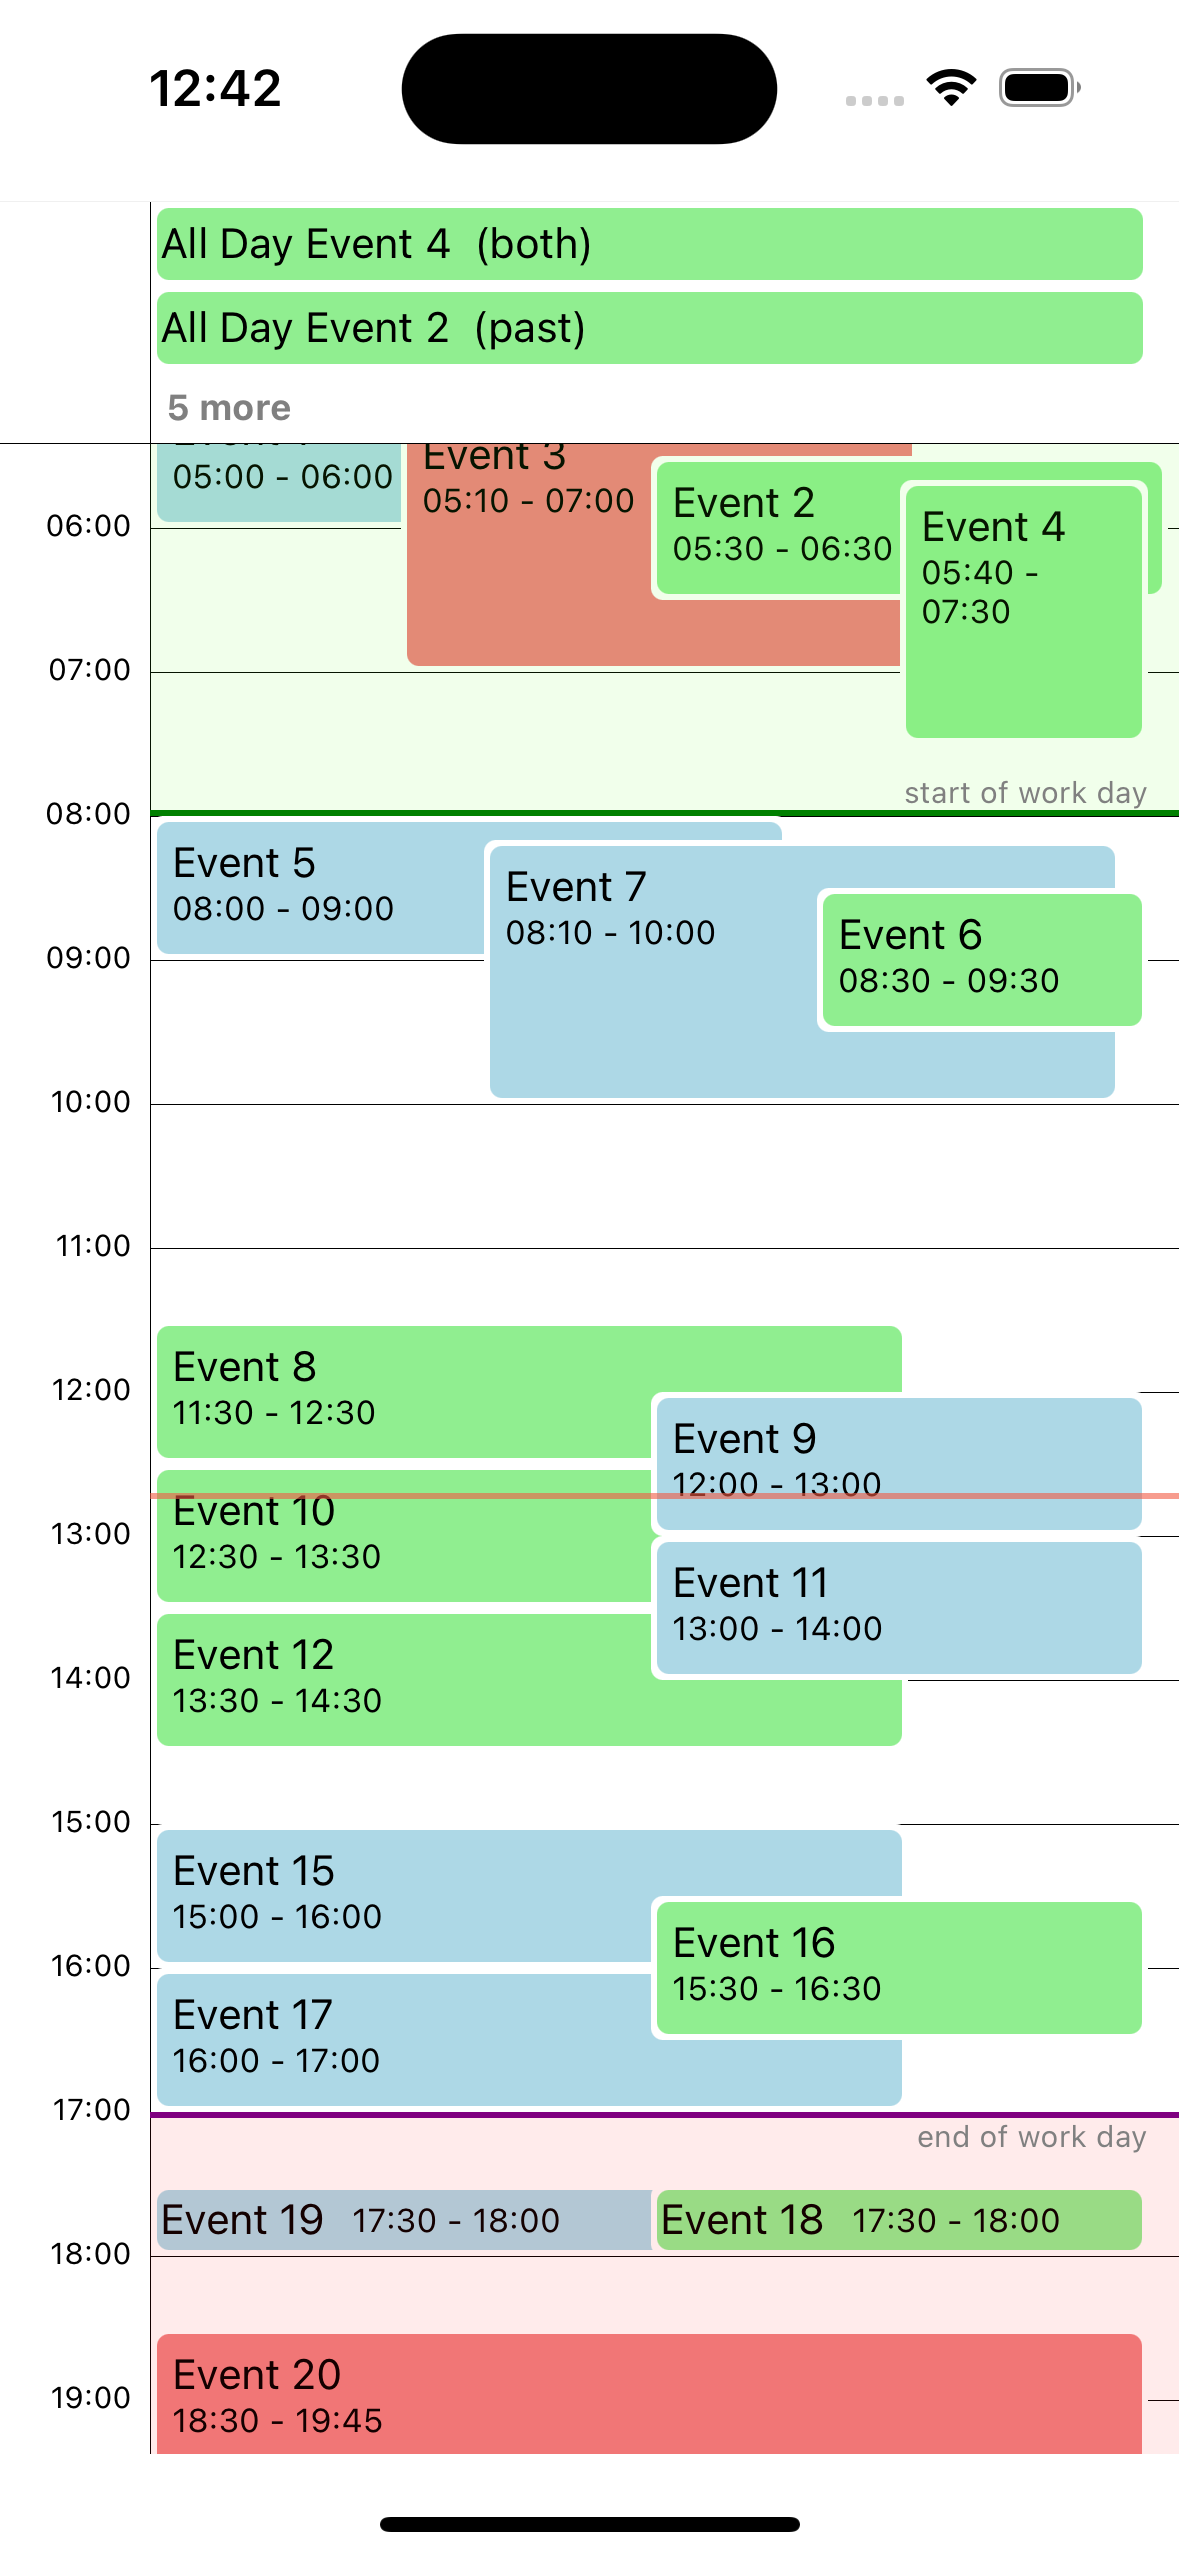 12:42
All Day Event 4 (both)
All Day Event 2 (past)
5 more
05:00 - 06:00
Event 3
05:10 - 07:00
Event 2
05:30 - 06:30
Event 4
05:40 -
07:30
06:00
07:00
start of work day
08:00
Event 5
08:00 - 09:00
Event 7
08:10 - 10:00
Event 6
08:30 - 09:30
09:00
10:00
11:00
Event 8
11:30 - 12:30
12:00
Event 9
12:00 - 13:00
Event 10
12:30 - 13:30
13:00
Event 11
13:00 - 14:00
Event 12
13:30 - 14:30
14:00
15:00
Event 15
15:00 - 16:00
Event 16
15:30 - 16:30
16:00
Event 17
16:00 - 17:00
17:00
end of work day
Event 19 17:30 - 18:00
Event 18 17:30 - 18:00
18:00
Event 20
18:30 - 19:45
19:00